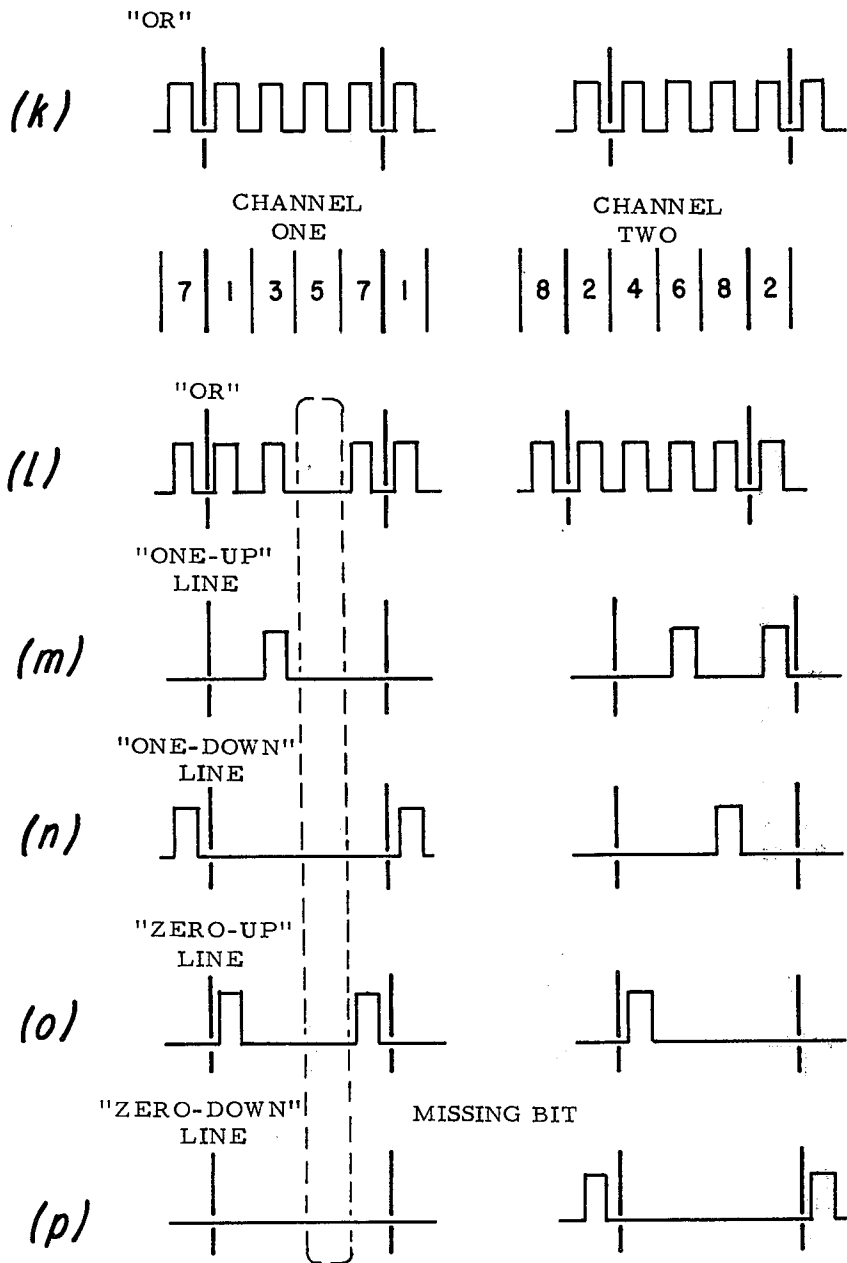 "OR"
(k)
CHANNEL
ONE
CHANNEL
TWO
7 1 3 5 7 1
8 2 4 6 8 2
"OR"
(l)
"ONE-UP"
LINE
(m)
"ONE-DOWN"
LINE
(n)
"ZERO-UP"
LINE
(o)
"ZERO-DOWN"
LINE
MISSING BIT
(p)